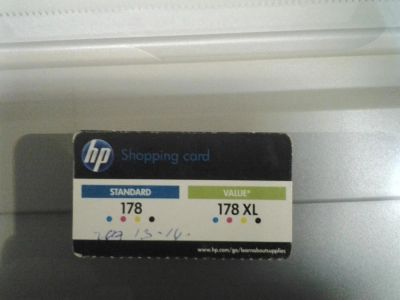 hp Shopping card
STANDARD VALUE*
178 178 XL
www.hp.com/go/learnaboutsupplies